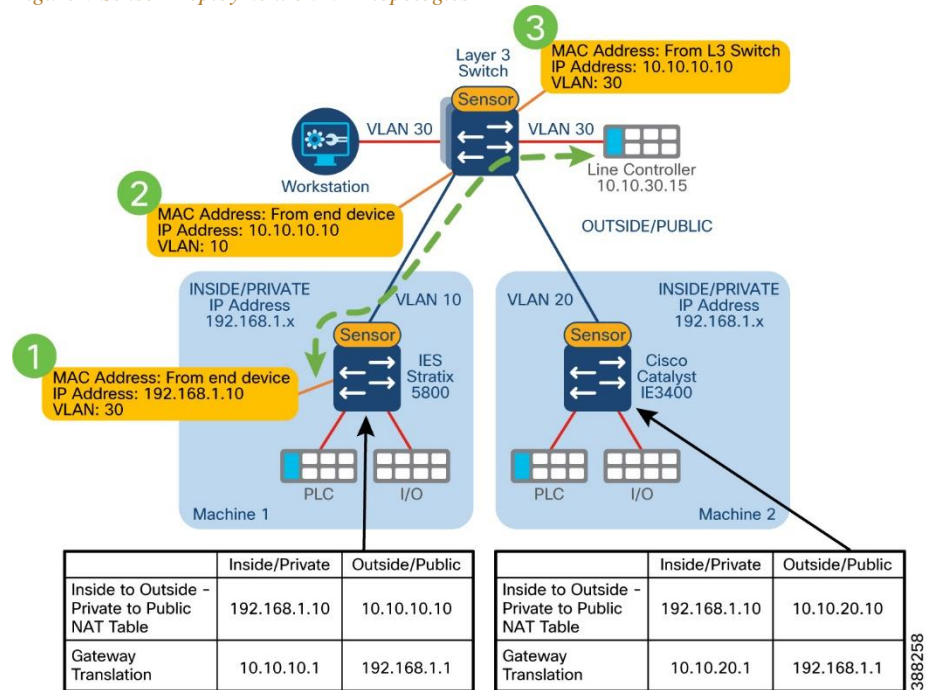 3
MAC Address: From L3 Switch
IP Address: 10.10.10.10
VLAN: 30
Layer 3
Switch
Sensor
VLAN 30
VLAN 30
Workstation
Line Controller
10.10.30.15
2
MAC Address: From end device
IP Address: 10.10.10.10
VLAN: 10
OUTSIDE/PUBLIC
INSIDE/PRIVATE
IP Address
192.168.1.x
VLAN 10
VLAN 20
INSIDE/PRIVATE
IP Address
192.168.1.x
1
MAC Address: From end device
IP Address: 192.168.1.10
VLAN: 30
Sensor
IES
Stratix
5800
Sensor
Cisco
Catalyst
IE3400
PLC
I/O
PLC
I/O
Machine 1
Machine 2
Inside/Private Outside/Public
Inside to Outside –
Private to Public
NAT Table
192.168.1.10 10.10.10.10
Gateway
Translation
10.10.10.1 192.168.1.1
Inside/Private Outside/Public
Inside to Outside –
Private to Public
NAT Table
192.168.1.10 10.10.20.10
Gateway
Translation
10.10.20.1 192.168.1.1
388258